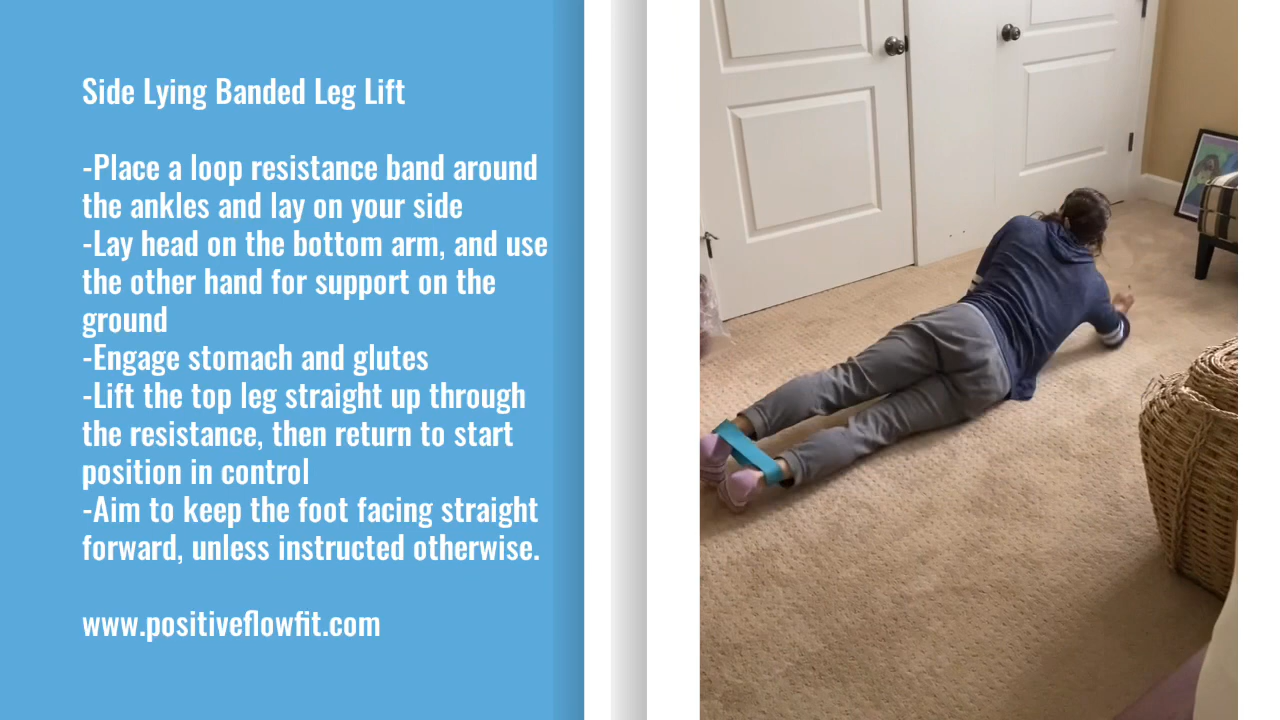 Side Lying Banded Leg Lift
-Place a loop resistance band around
the ankles and lay on your side
-Lay head on the bottom arm, and use
the other hand for support on the
ground
-Engage stomach and glutes
-Lift the top leg straight up through
the resistance, then return to start
position in control
-Aim to keep the foot facing straight
forward, unless instructed otherwise.
www.positiveflowfit.com